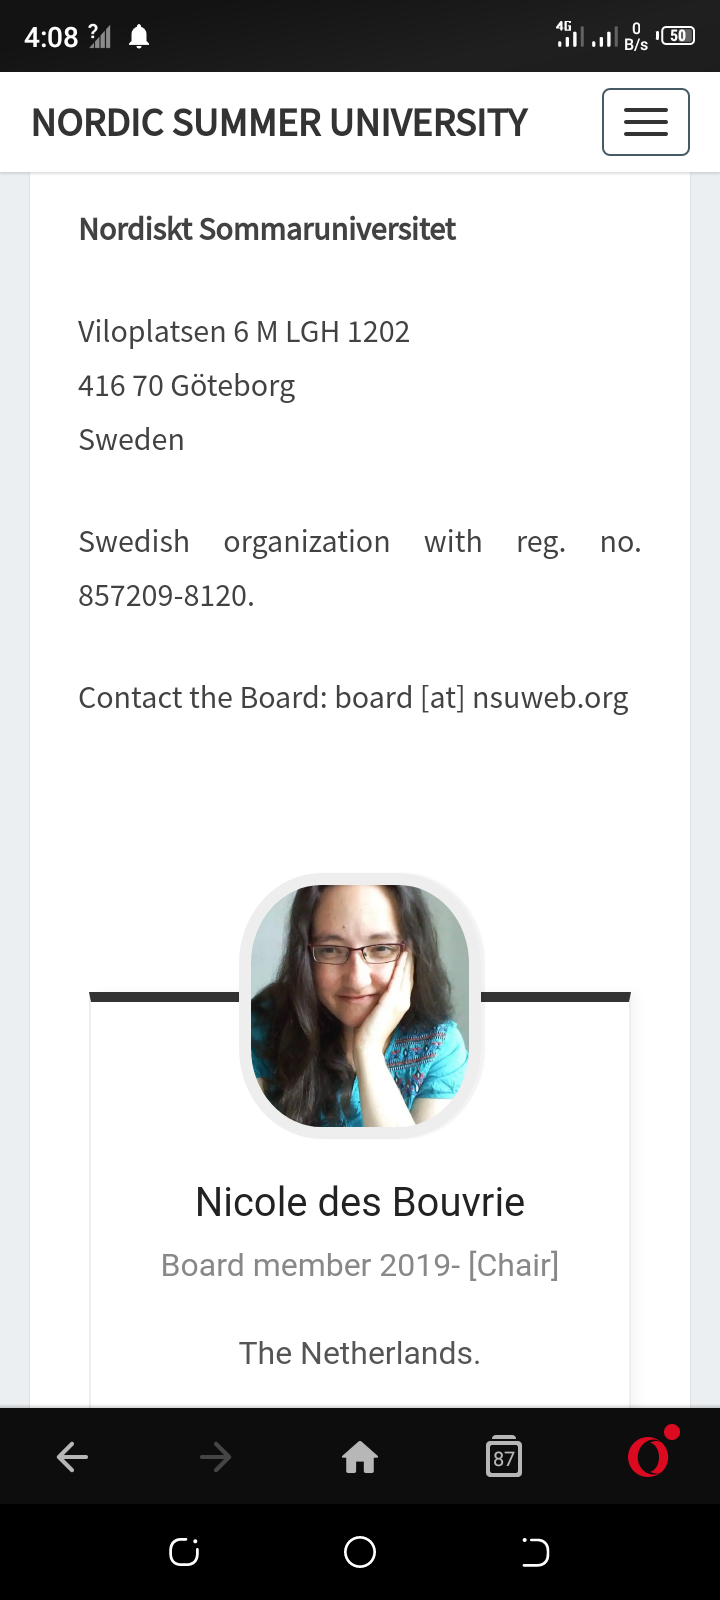 4:08
4G
0
B/s
50
NORDIC SUMMER UNIVERSITY
Nordiskt Sommaruniversitet
Viloplatsen 6 M LGH 1202
416 70 Göteborg
Sweden
Swedish organization with reg. no.
857209-8120.
Contact the Board: board [at] nsuweb.org
Nicole des Bouvrie
Board member 2019- [Chair]
The Netherlands.
87